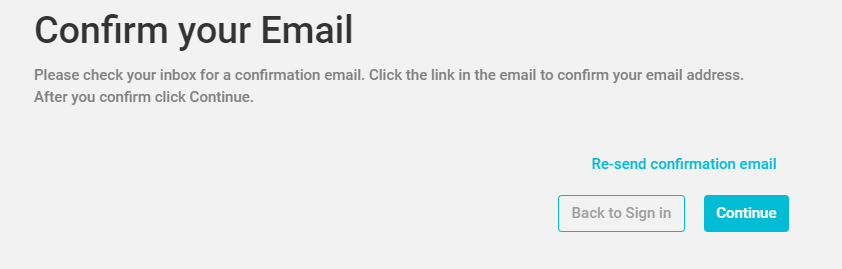 Confirm your Email
Please check your inbox for a confirmation email. Click the link in the email to confirm your email address.
After you confirm click Continue.
Re-send confirmation email
Back to Sign in
Continue